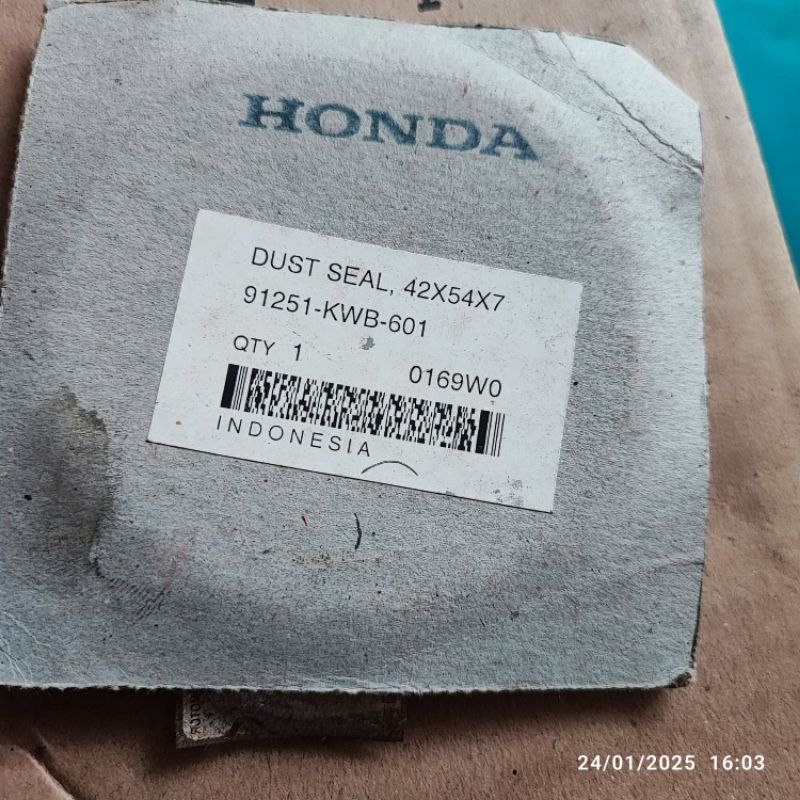 HONDA
DUST SEAL, 42X54X7
91251-KWB-601
QTY 1
0169W0
INDONESIA
24/01/2025 16:03